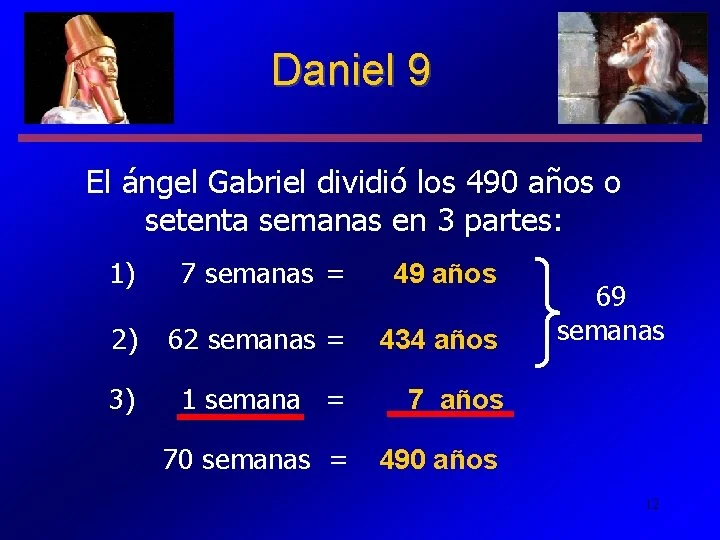 Daniel 9
El ángel Gabriel dividió los 490 años o
setenta semanas en 3 partes:
1) 7 semanas = 49 años
2) 62 semanas = 434 años
69
semanas
3) 1 semana = 7 años
70 semanas = 490 años
12